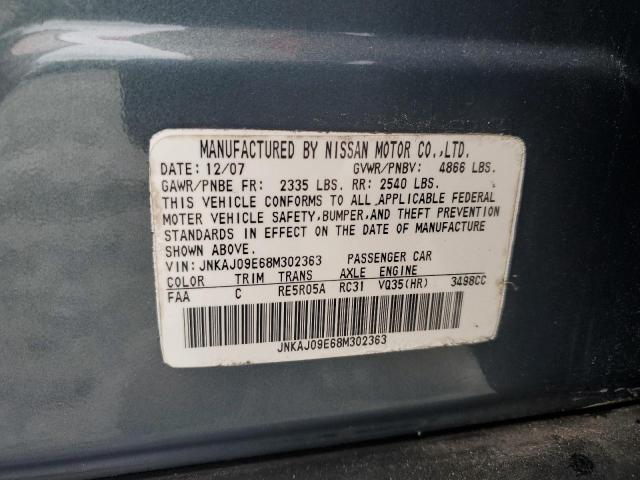 MANUFACTURED BY NISSAN MOTOR CO.,LTD.
DATE: 12/07 GVWR/PNBV: 4866 LBS.
GAWR/PNBE FR: 2335 LBS. RR: 2540 LBS.
THIS VEHICLE CONFORMS TO ALL APPLICABLE FEDERAL
MOTER VEHICLE SAFETY, BUMPER, AND THEFT PREVENTION
STANDARDS IN EFFECT ON THE DATE OF MANUFACTURE
SHOWN ABOVE.
VIN: JNKAJ09E68M302363 PASSENGER CAR
COLOR TRIM TRANS AXLE ENGINE
FAA C RE5R05A RC31 VQ35(HR) 3498CC
JNKAJ09E68M302363